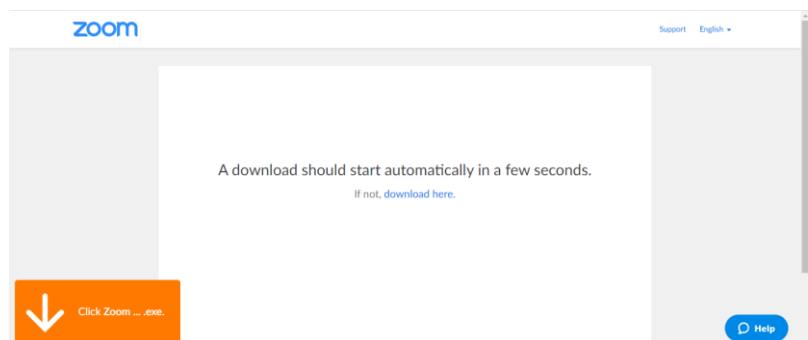 zoom
Support English
A download should start automatically in a few seconds.
If not, download here.
Click Zoom ... .exe.
Help